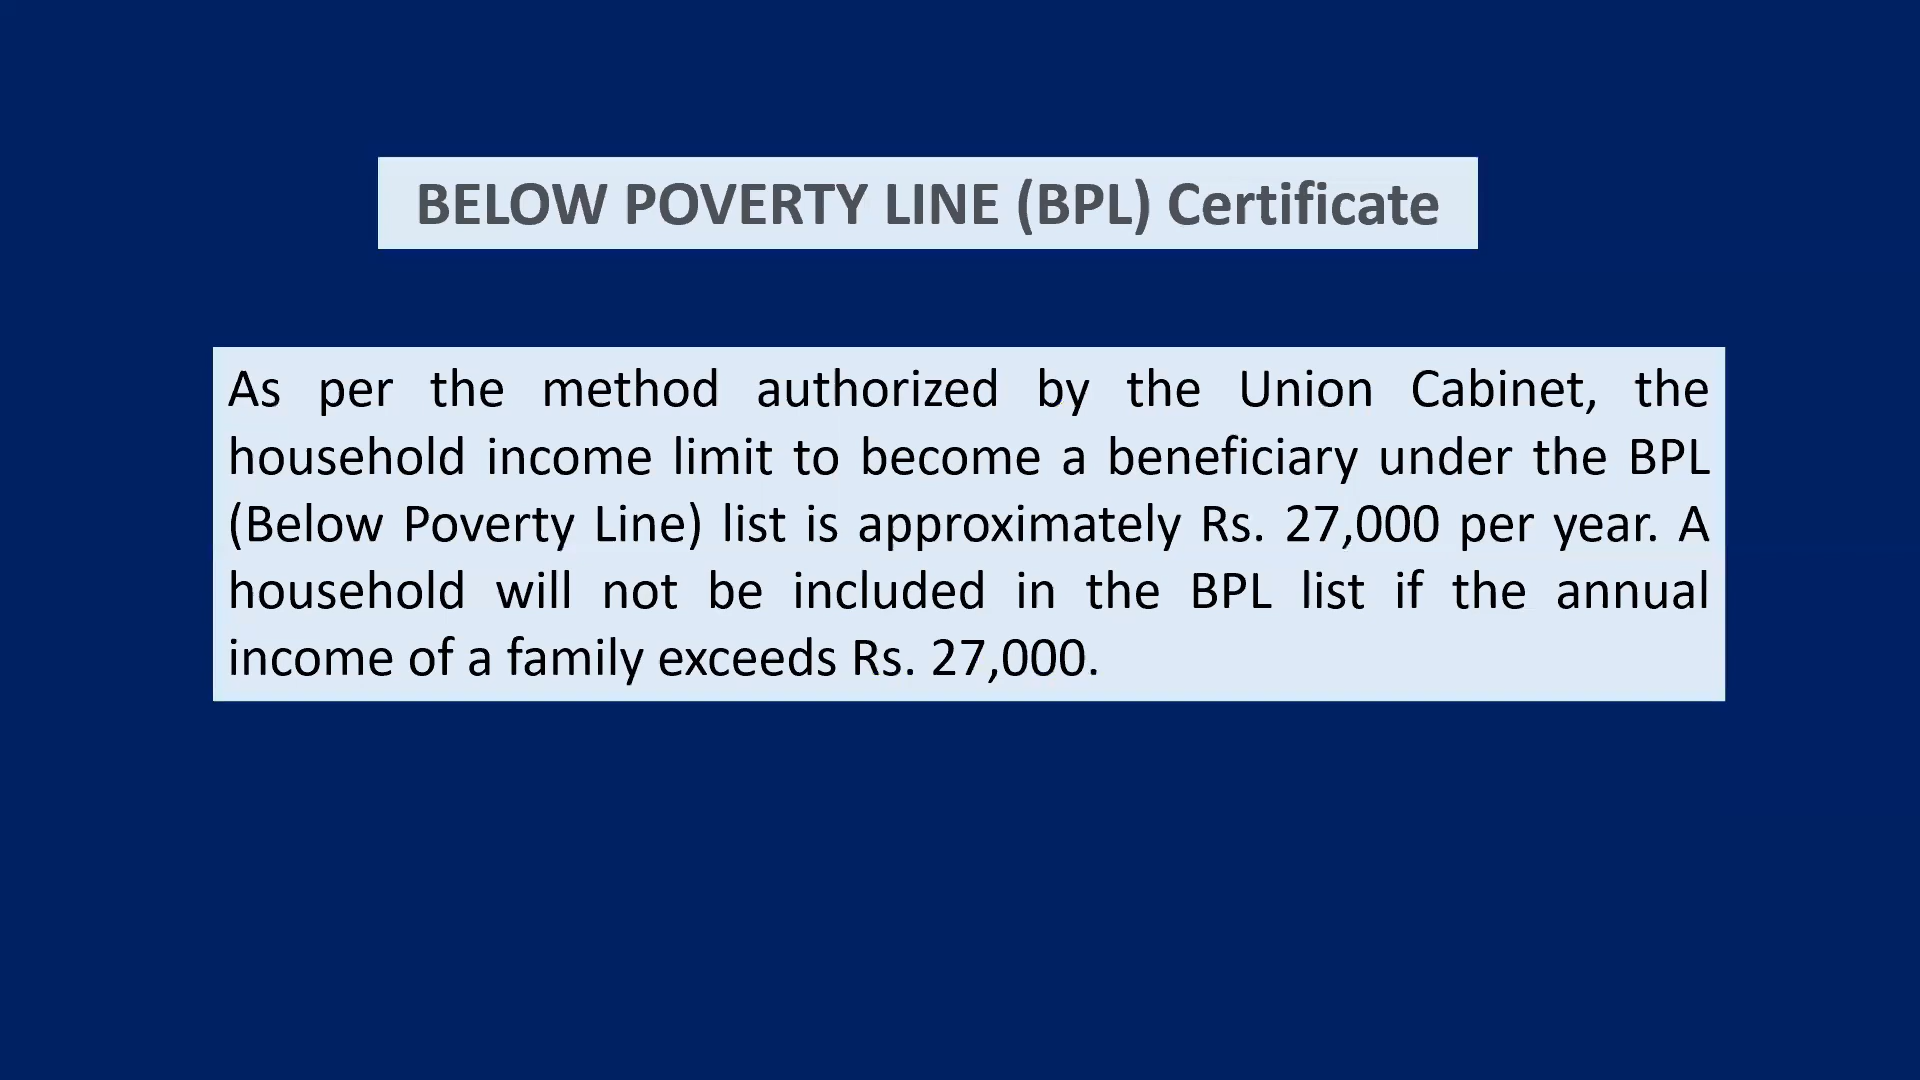 BELOW POVERTY LINE (BPL) Certificate
As per the method authorized by the Union Cabinet, the
household income limit to become a beneficiary under the BPL
(Below Poverty Line) list is approximately Rs. 27,000 per year. A
household will not be included in the BPL list if the annual
income of a family exceeds Rs. 27,000.